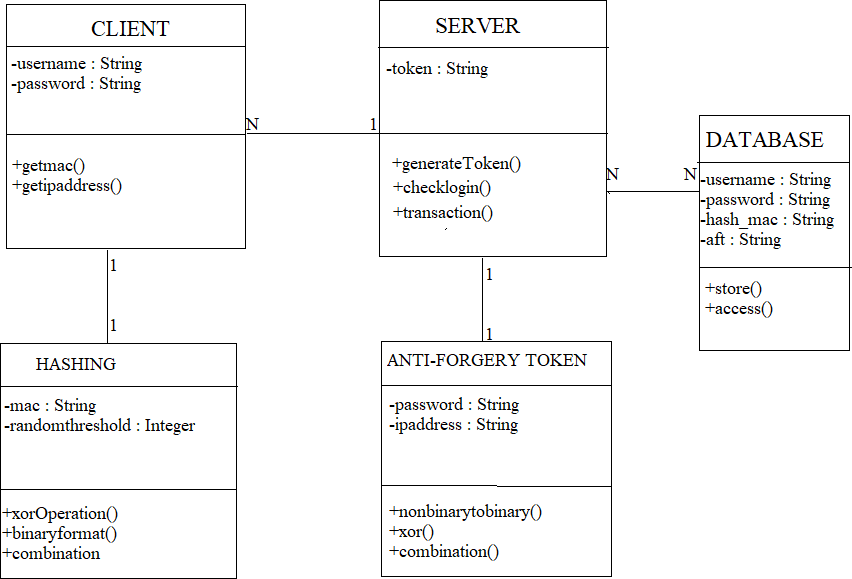 CLIENT
-username : String
-password : String
+getmac()
+getipaddress()
N
1
SERVER
-token : String
+generateToken()
+checklogin()
+transaction()
N
N
DATABASE
-username : String
-password : String
-hash_mac : String
-aft : String
+store()
+access()
1
1
HASHING
-mac : String
-randomthreshold : Integer
+xorOperation()
+binaryformat()
+combination
1
1
ANTI-FORGERY TOKEN
-password : String
-ipaddress : String
+nonbinarytobinary()
+xor()
+combination()